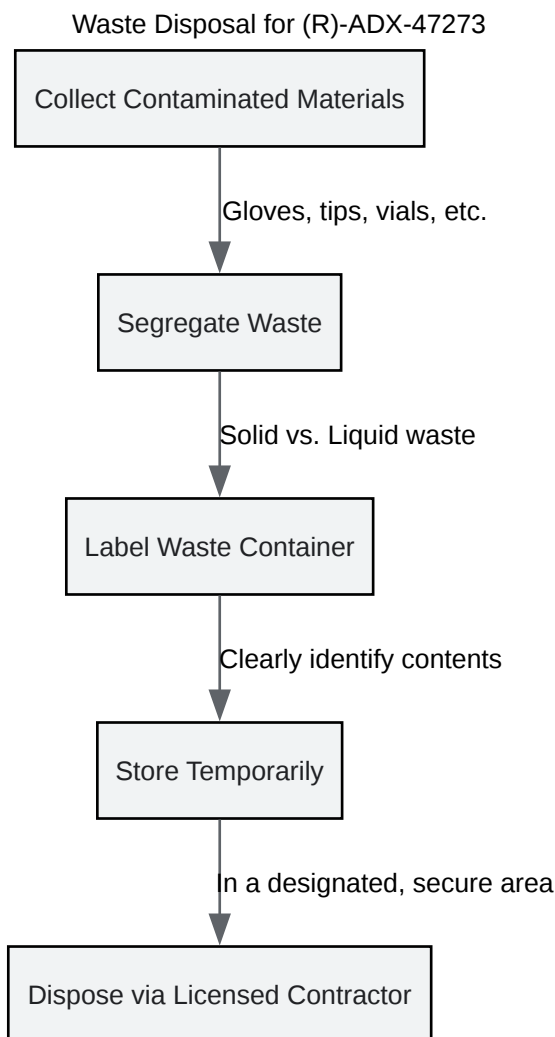 Waste Disposal for (R)-ADX-47273
Collect Contaminated Materials
Gloves, tips, vials, etc.
Segregate Waste
Solid vs. Liquid waste
Label Waste Container
Clearly identify contents
Store Temporarily
In a designated, secure area
Dispose via Licensed Contractor